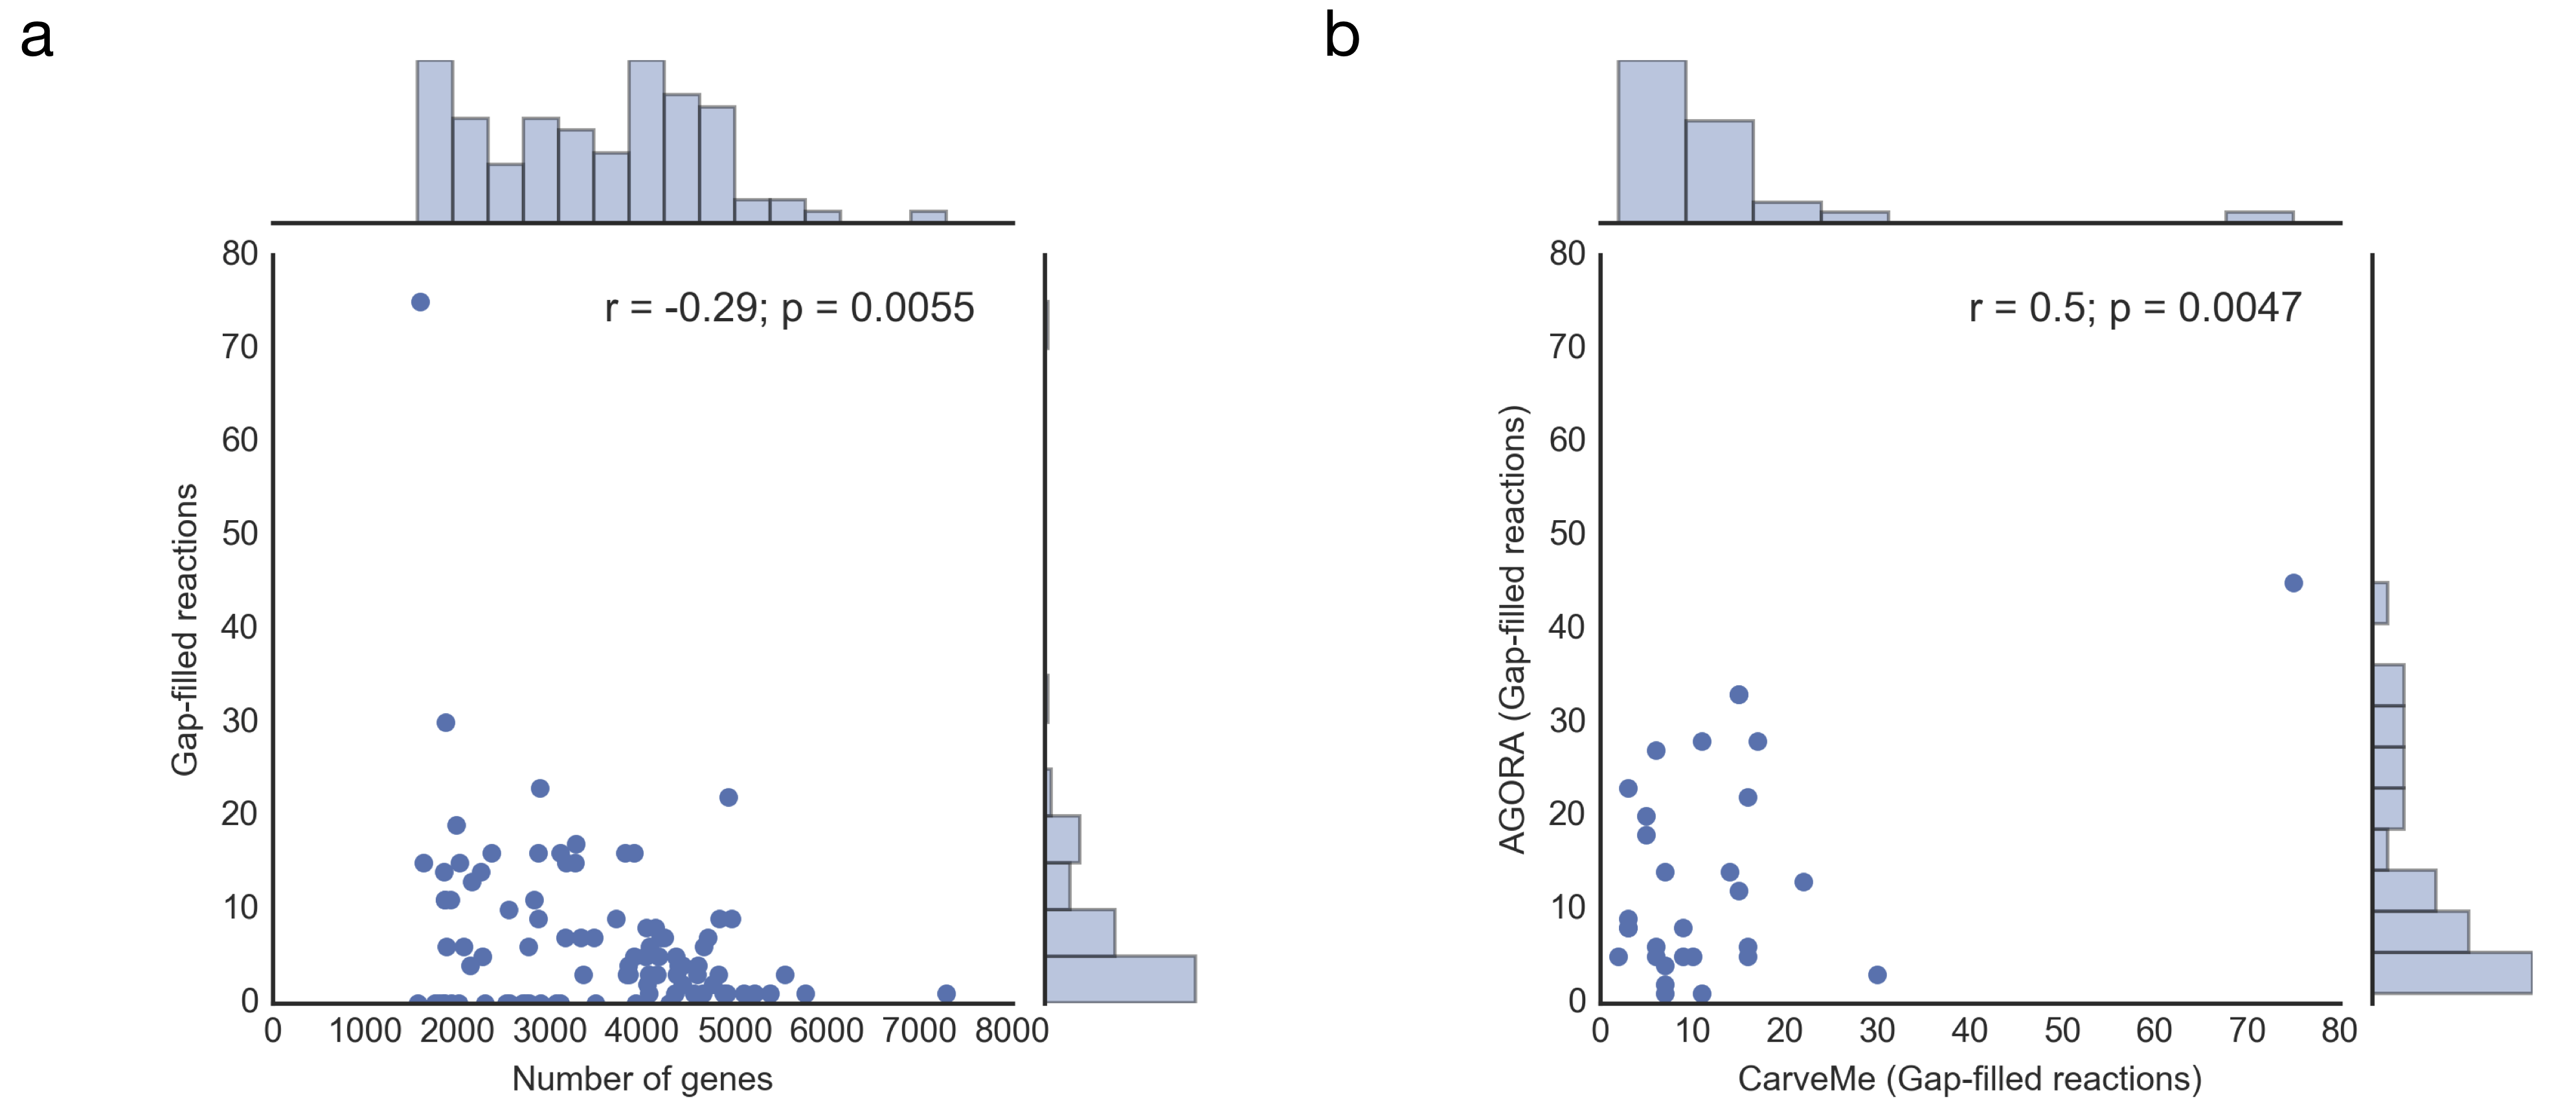 a
80
70
60
50
40
30
20
10
0
Gap-filled reactions
r = -0.29; p = 0.0055
0 1000 2000 3000 4000 5000 6000 7000 8000
Number of genes
b
80
70
60
50
40
30
20
10
0
AGORA (Gap-filled reactions)
r = 0.5; p = 0.0047
0 10 20 30 40 50 60 70 80
CarveMe (Gap-filled reactions)